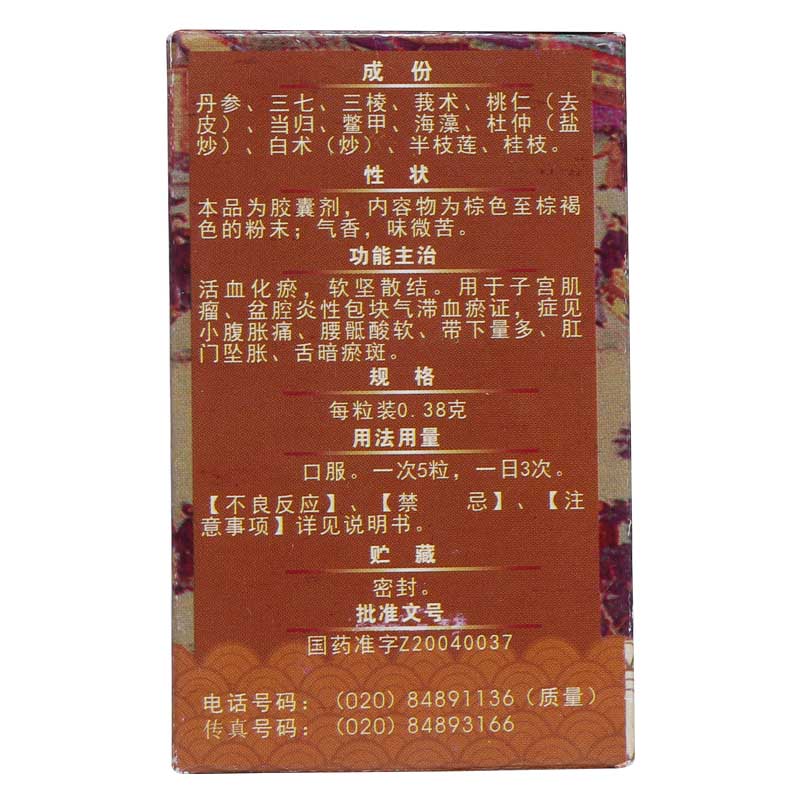 成 份
丹参、三七、三棱、莪术、桃仁（去
皮）、当归、鳖甲、海藻、杜仲（盐
炒）、白术（炒）、半枝莲、桂枝。
性 状
本品为胶囊剂，内容物为棕色至棕褐
色的粉末；气香，味微苦。
功能主治
活血化瘀，软坚散结。用于子宫肌
瘤、盆腔炎性包块气滞血瘀证，症见
小腹胀痛、腰骶酸软、带下量多、肛
门坠胀、舌暗瘀斑。
规 格
每粒装0.38克
用法用量
口服。一次5粒，一日3次。
【不良反应】、【禁 忌】、【注
意事项】详见说明书。
贮 藏
密封。
批准文号
国药准字Z20040037
电话号码：（020）84891136（质量）
传真号码：（020）84893166